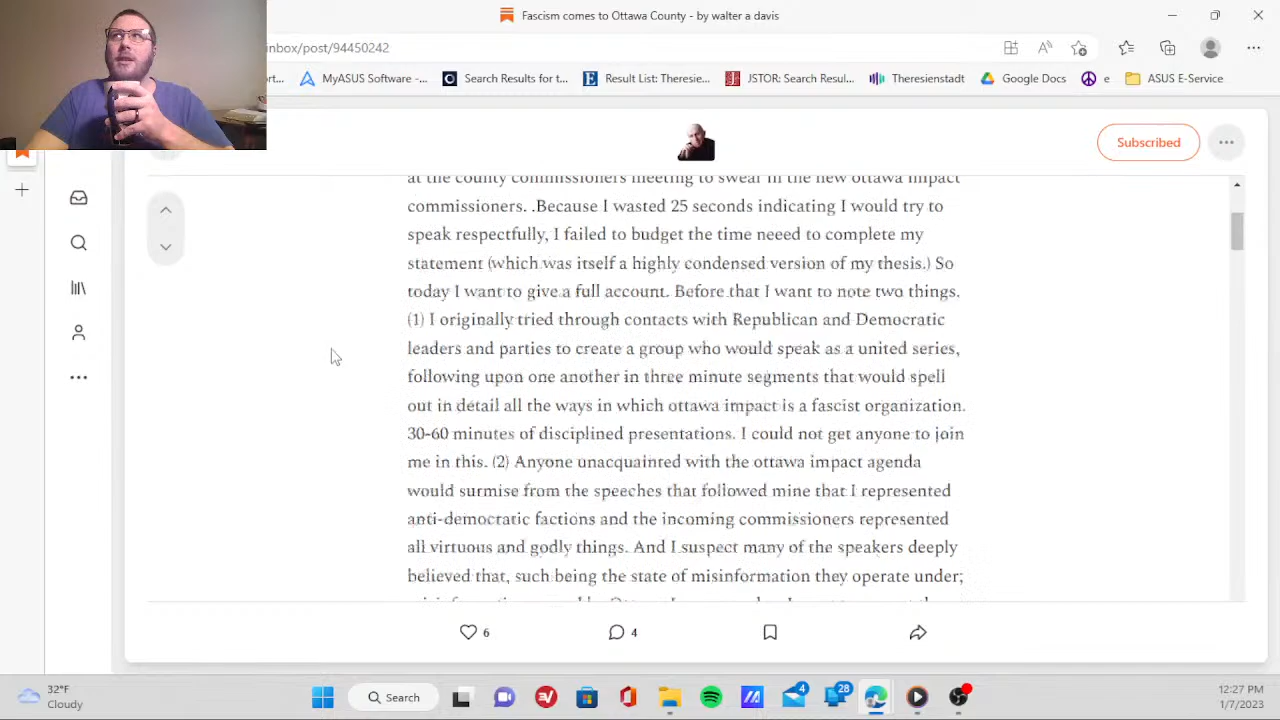 Fascism comes to Ottawa County - by walter a davis
inbox/post/94450242
ort...
MyASUS Software -...
Search Results for t...
Result List: Theresie...
JSTOR: Search Resul...
Theresienstadt
Google Docs
e
ASUS E-Service
Subscribed
at the county commissioners meeting to swear in the new ottawa impact
commissioners. .Because I wasted 25 seconds indicating I would try to
speak respectfully, I failed to budget the time neeed to complete my
statement (which was itself a highly condensed version of my thesis.) So
today I want to give a full account. Before that I want to note two things.
(1) I originally tried through contacts with Republican and Democratic
leaders and parties to create a group who would speak as a united series,
following upon one another in three minute segments that would spell
out in detail all the ways in which ottawa impact is a fascist organization.
30-60 minutes of disciplined presentations. I could not get anyone to join
me in this. (2) Anyone unacquainted with the ottawa impact agenda
would surmise from the speeches that followed mine that I represented
anti-democratic factions and the incoming commissioners represented
all virtuous and godly things. And I suspect many of the speakers deeply
believed that, such being the state of misinformation they operate under;
6
4
32°F
Cloudy
Search
4
28
12:27 PM
1/7/2023